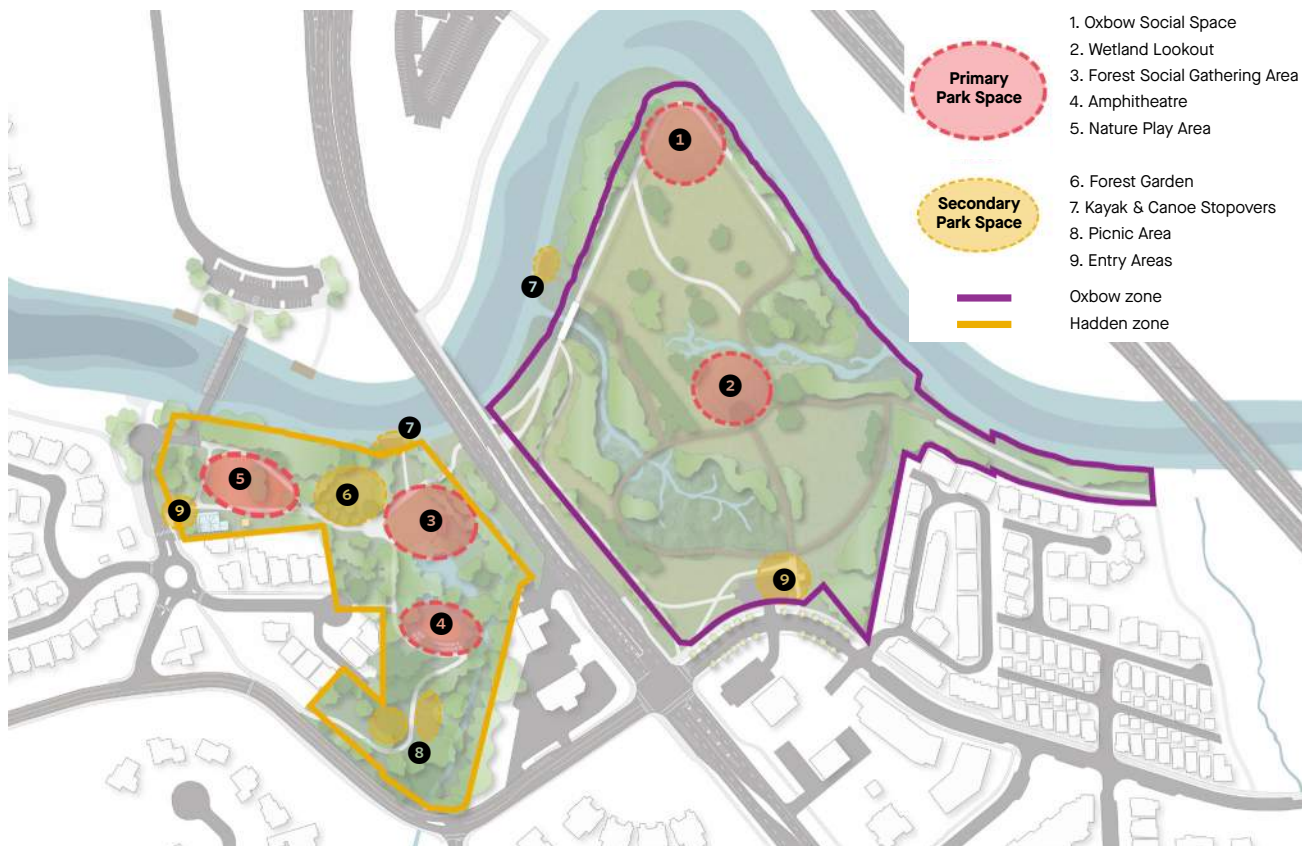 Primary
Park Space
1. Oxbow Social Space
2. Wetland Lookout
3. Forest Social Gathering Area
4. Amphitheatre
5. Nature Play Area
Secondary
Park Space
6. Forest Garden
7. Kayak & Canoe Stopovers
8. Picnic Area
9. Entry Areas
Oxbow zone
Hadden zone
1
7
2
7
5
6
9
3
9
4
8